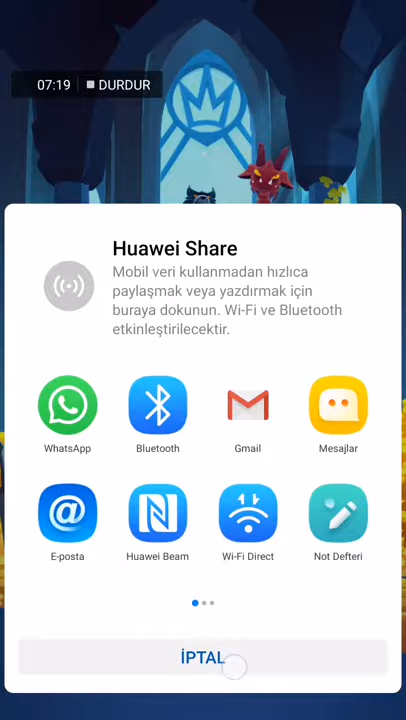 07:19 DURDUR
Huawei Share
Mobil veri kullanmadan hızlıca
paylaşmak veya yazdırmak için
buraya dokunun. Wi-Fi ve Bluetooth
etkinleştirilecektir.
WhatsApp Bluetooth Gmail Mesajlar
E-posta Huawei Beam Wi-Fi Direct Not Defteri
İPTAL